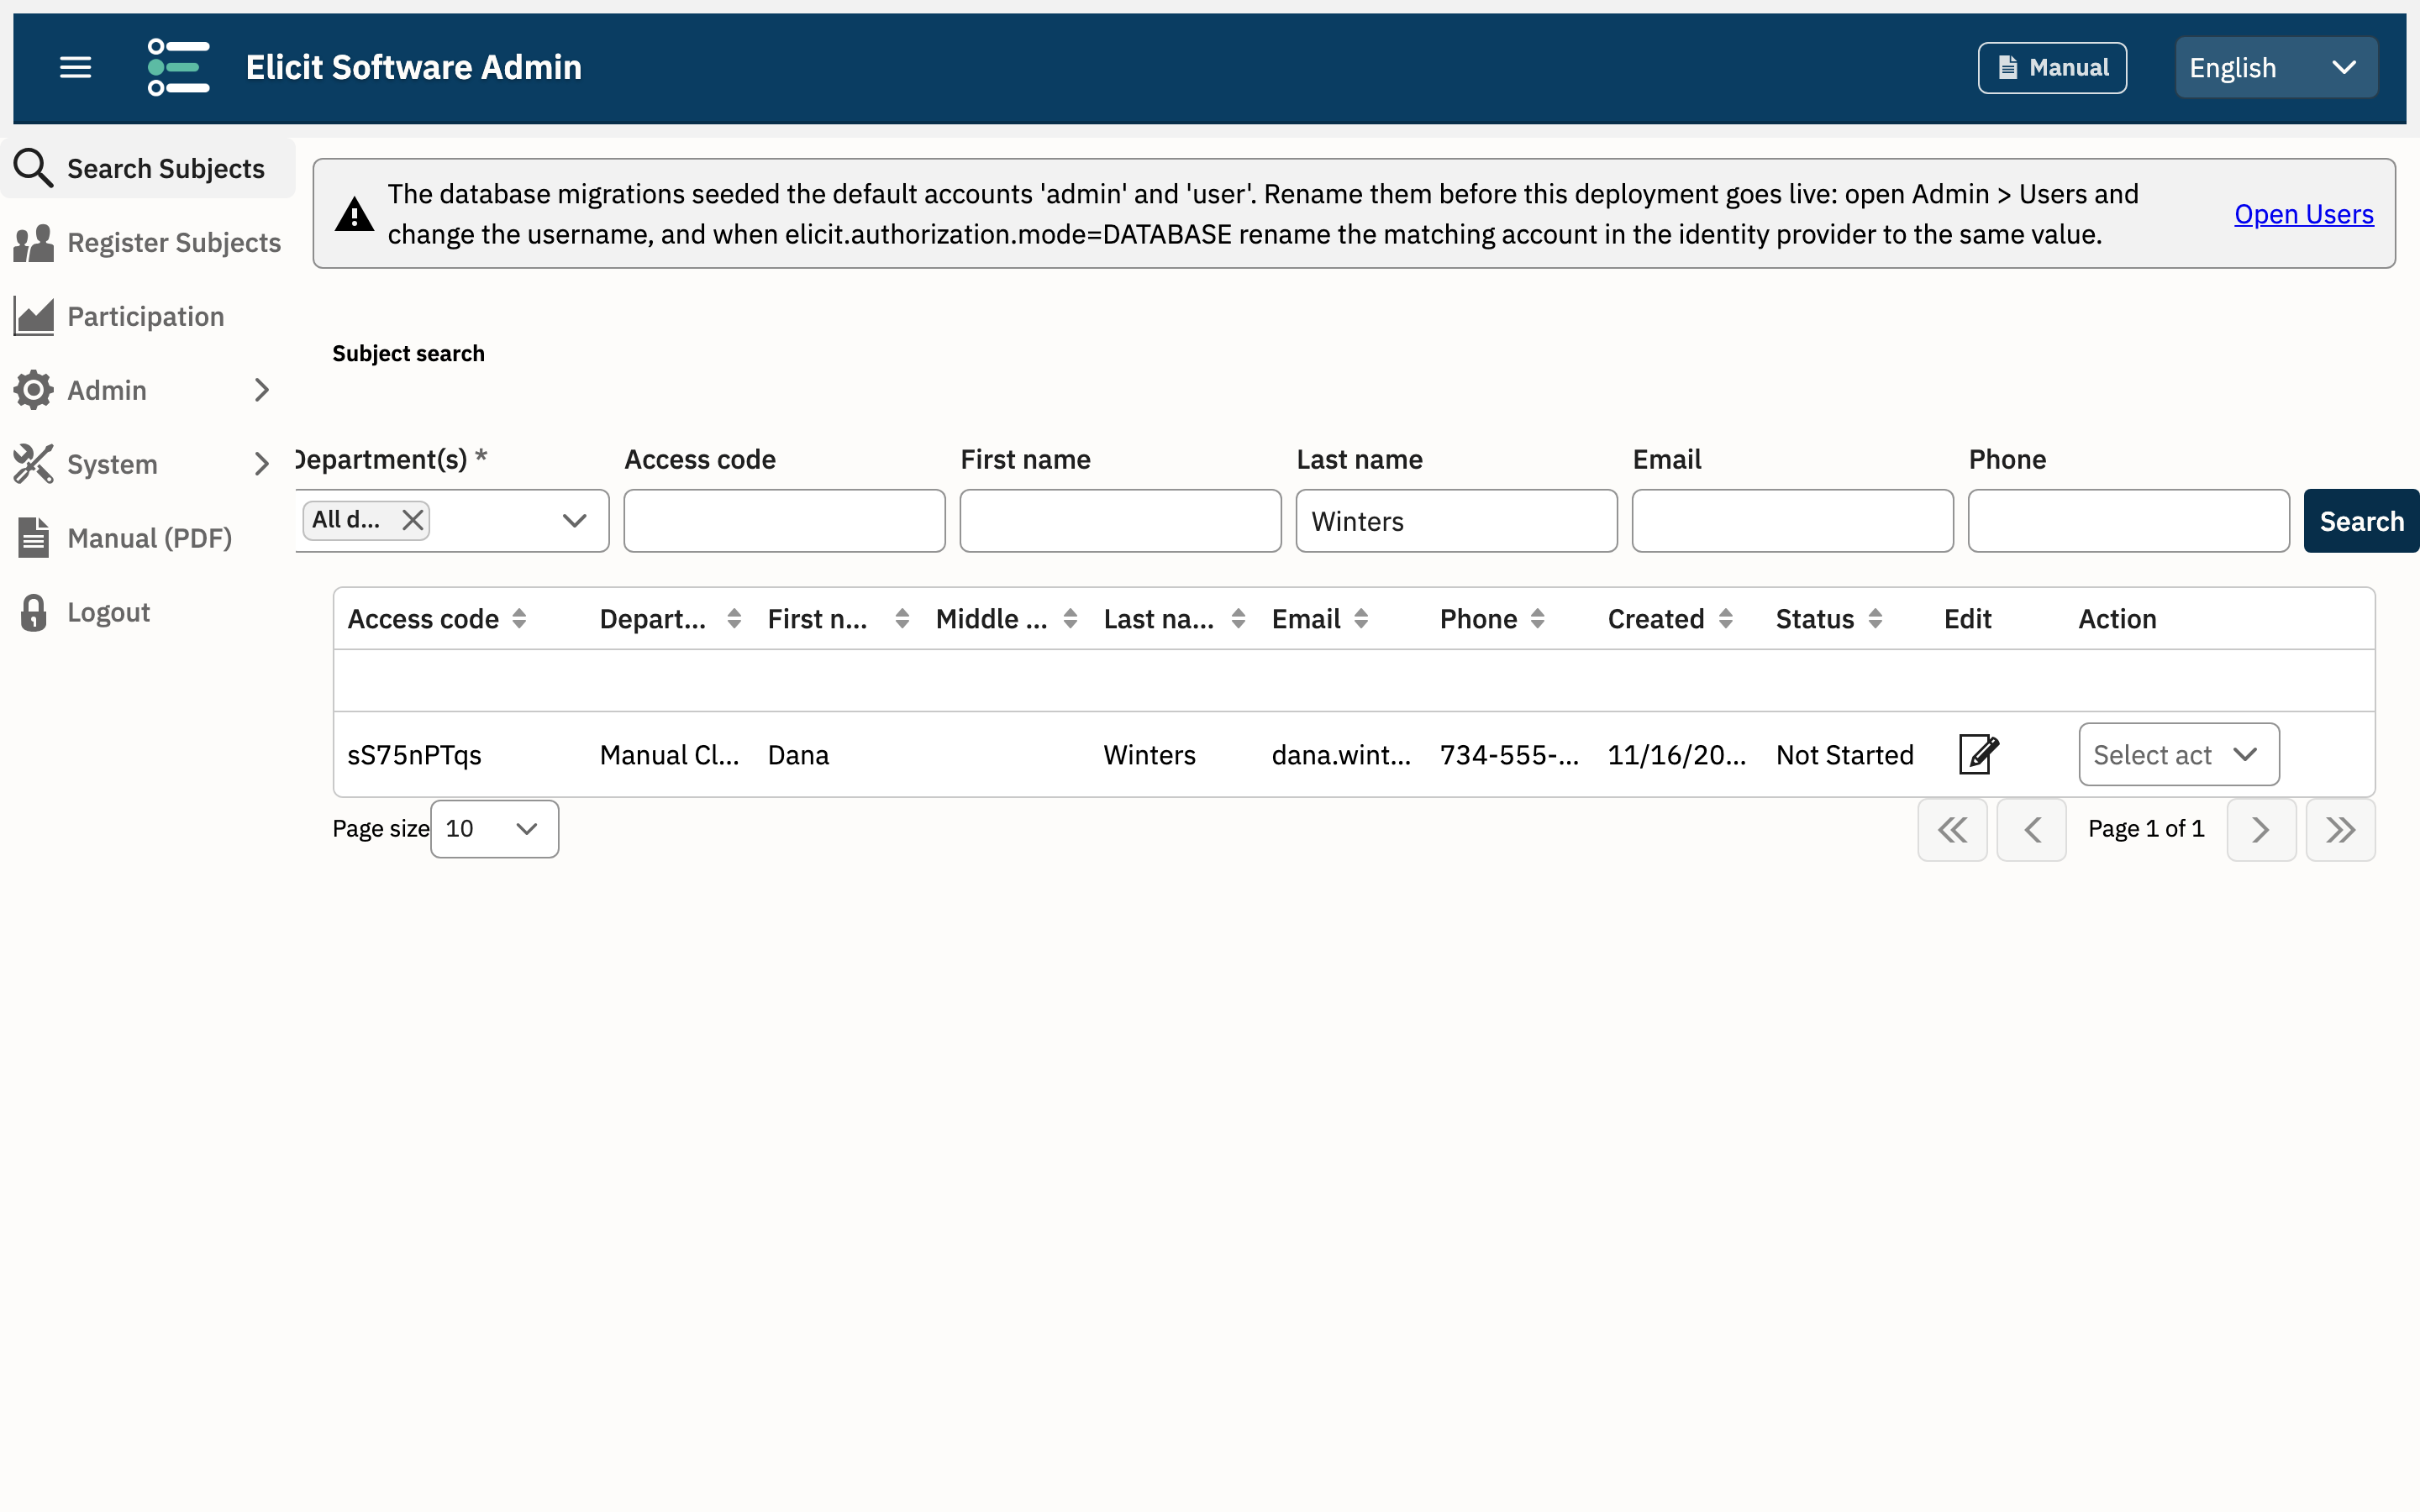 Elicit Software Admin
Manual
English
Search Subjects
Register Subjects
Participation
Admin
System
Manual (PDF)
Logout
The database migrations seeded the default accounts 'admin' and 'user'. Rename them before this deployment goes live: open Admin > Users and
change the username, and when elicit.authorization.mode=DATABASE rename the matching account in the identity provider to the same value.
Open Users
Subject search
Department(s) *
Access code
First name
Last name
Email
Phone
All d...
Winters
Search
Access code
Depart...
First n...
Middle ...
Last na...
Email
Phone
Created
Status
Edit
Action
sS75nPTqs
Manual Cl...
Dana
Winters
dana.wint...
734-555-...
11/16/20...
Not Started
Select act
Page size
10
Page 1 of 1